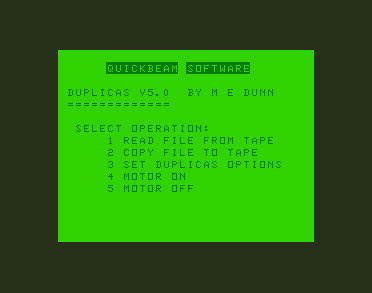 QUICKBEAM SOFTWARE
DUPLICAS V5.0 BY M E DUNN
=============
SELECT OPERATION:
1 READ FILE FROM TAPE
2 COPY FILE TO TAPE
3 SET DUPLICAS OPTIONS
4 MOTOR ON
5 MOTOR OFF